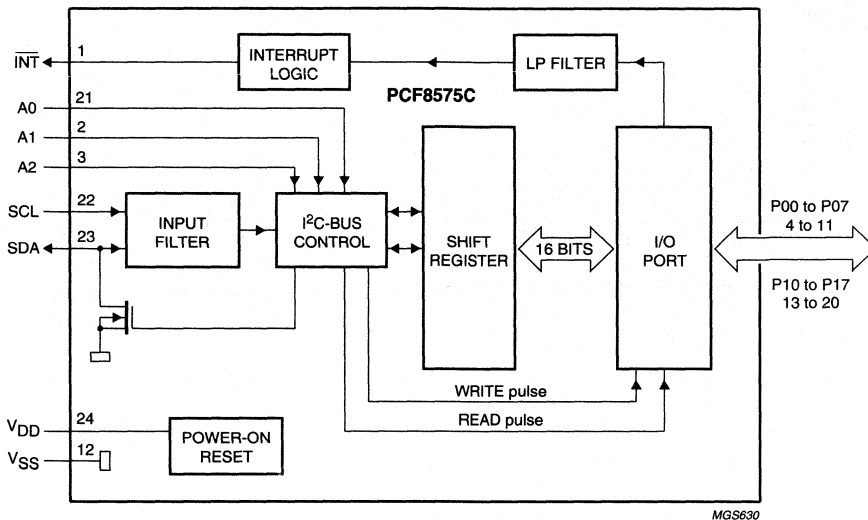 INT 1
INTERRUPT
LOGIC
LP FILTER
PCF8575C
A0 21
A1 2
A2 3
SCL 22
SDA 23
INPUT
FILTER
I²C-BUS
CONTROL
SHIFT
REGISTER
16 BITS
I/O
PORT
P00 to P07
4 to 11
P10 to P17
13 to 20
WRITE pulse
READ pulse
VDD 24
VSS 12
POWER-ON
RESET
MGS630